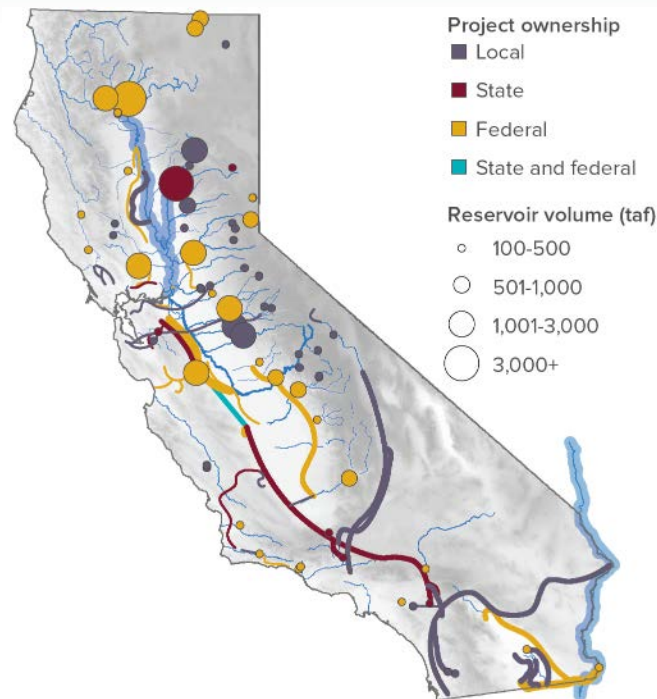 Project ownership
Local
State
Federal
State and federal
Reservoir volume (taf)
100-500
501-1,000
1,001-3,000
3,000+